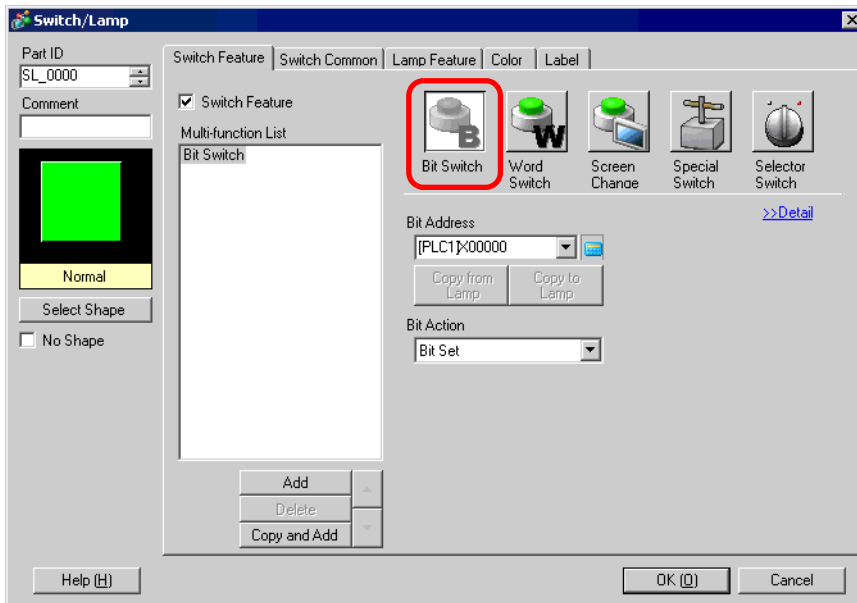 Switch/Lamp
Part ID
SL_0000
Comment
Normal
Select Shape
No Shape
Switch Feature
Switch Common
Lamp Feature
Color
Label
Switch Feature
Multi-function List
Bit Switch
Add
Delete
Copy and Add
B
Bit Switch
W
Word
Switch
Screen
Change
Special
Switch
Selector
Switch
>>Detail
Bit Address
[PLC1]X00000
Copy from
Lamp
Copy to
Lamp
Bit Action
Bit Set
Help (H)
OK (O)
Cancel